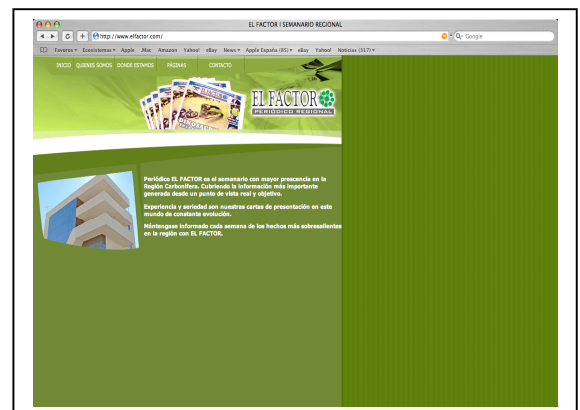 EL FACTOR | SEMANARIO REGIONAL
http://www.elfactor.com/
Google
Favoros Ecosistemas Apple .Mac Amazon Yahoo! eBay News Apple España (85) eBay Yahoo! Noticias (117)
INICIO QUIENES SOMOS DONDE ESTAMOS PÁGINAS CONTACTO
EL FACTOR
PERIÓDICO REGIONAL
Periódico EL FACTOR es el semanario con mayor prescencia en la
Región Carbonífera. Cubriendo la información más importante
generada desde un punto de vista real y objetivo.
Experiencia y seriedad son nuestras cartas de presentación en este
mundo de constante evolución.
Mántengase informado cada semana de los hechos más sobresalientes
en la región con EL FACTOR.